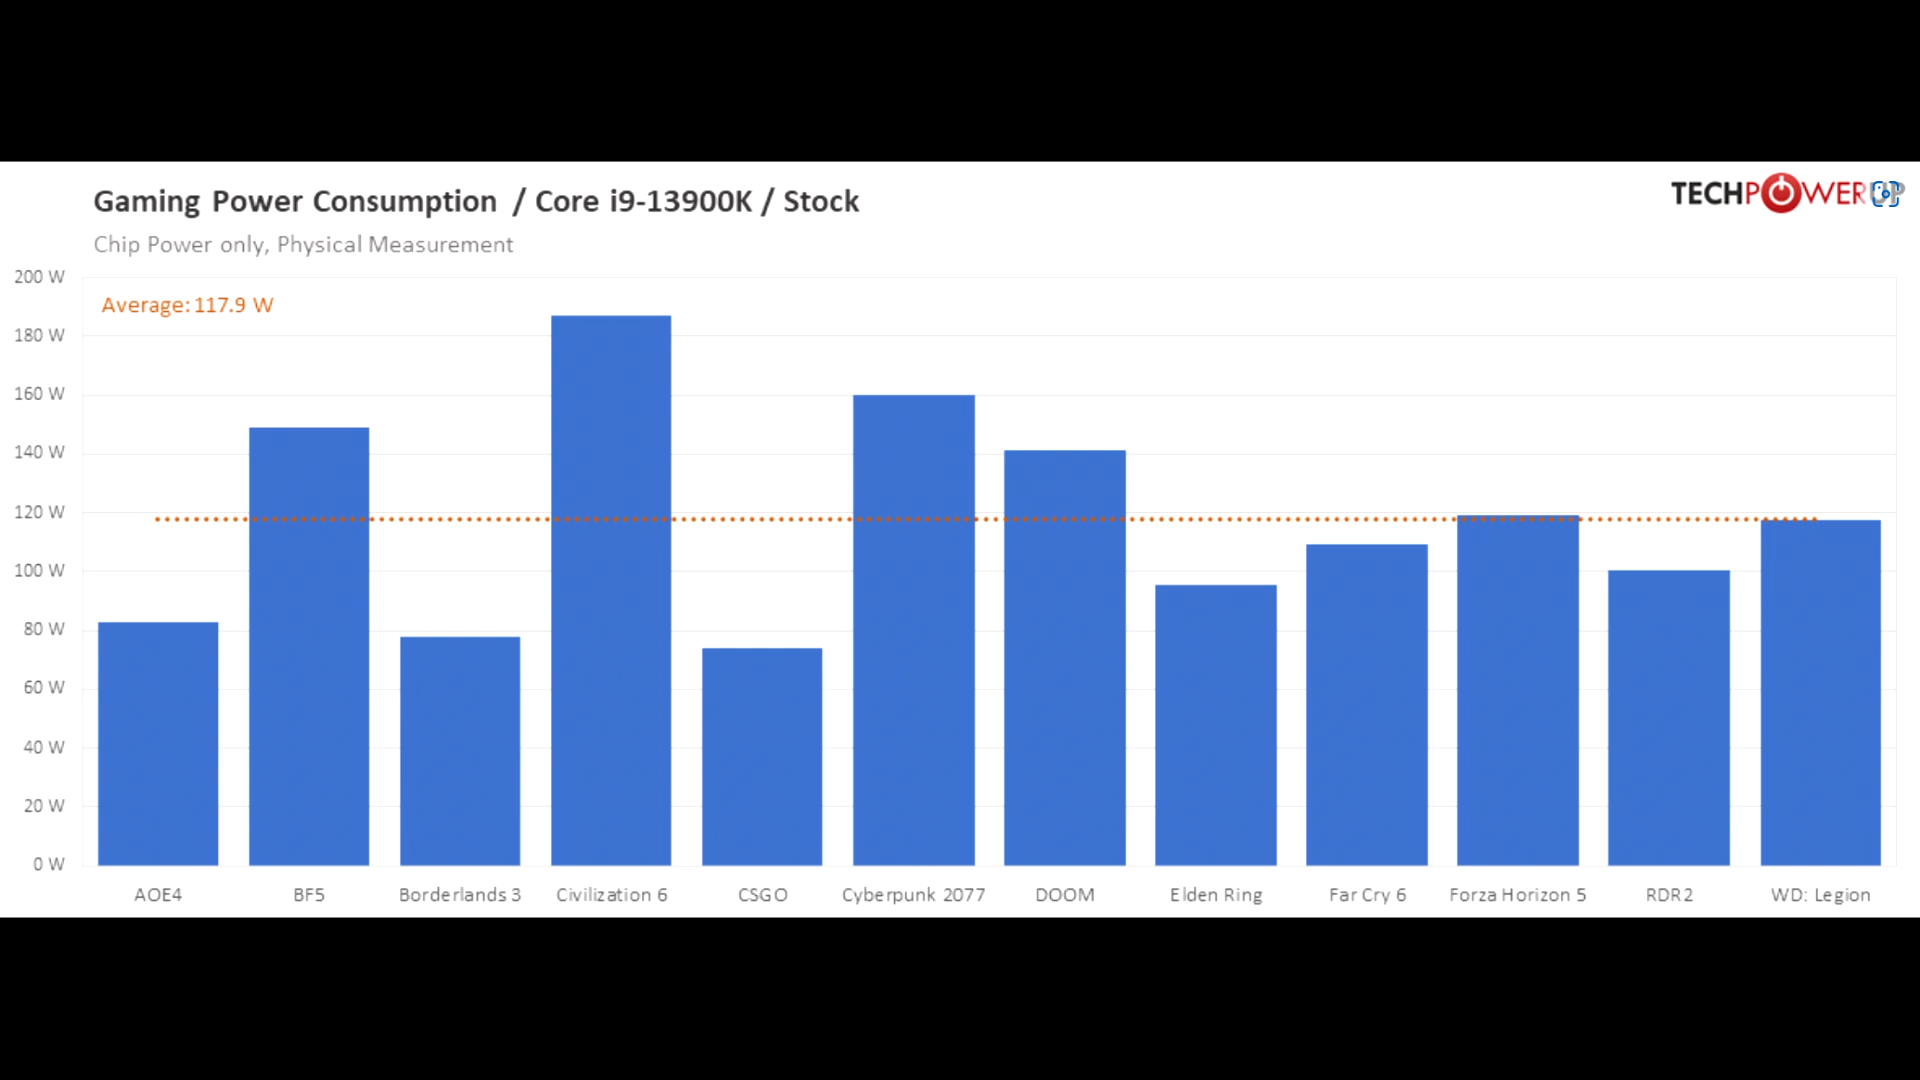 Gaming Power Consumption / Core i9-13900K / Stock
TECHPOWERUP
Chip Power only, Physical Measurement
200 W
Average: 117.9 W
180 W
160 W
140 W
120 W
100 W
80 W
60 W
40 W
20 W
0 W
AOE4 BF5 Borderlands 3 Civilization 6 CSGO Cyberpunk 2077 DOOM Elden Ring Far Cry 6 Forza Horizon 5 RDR2 WD: Legion